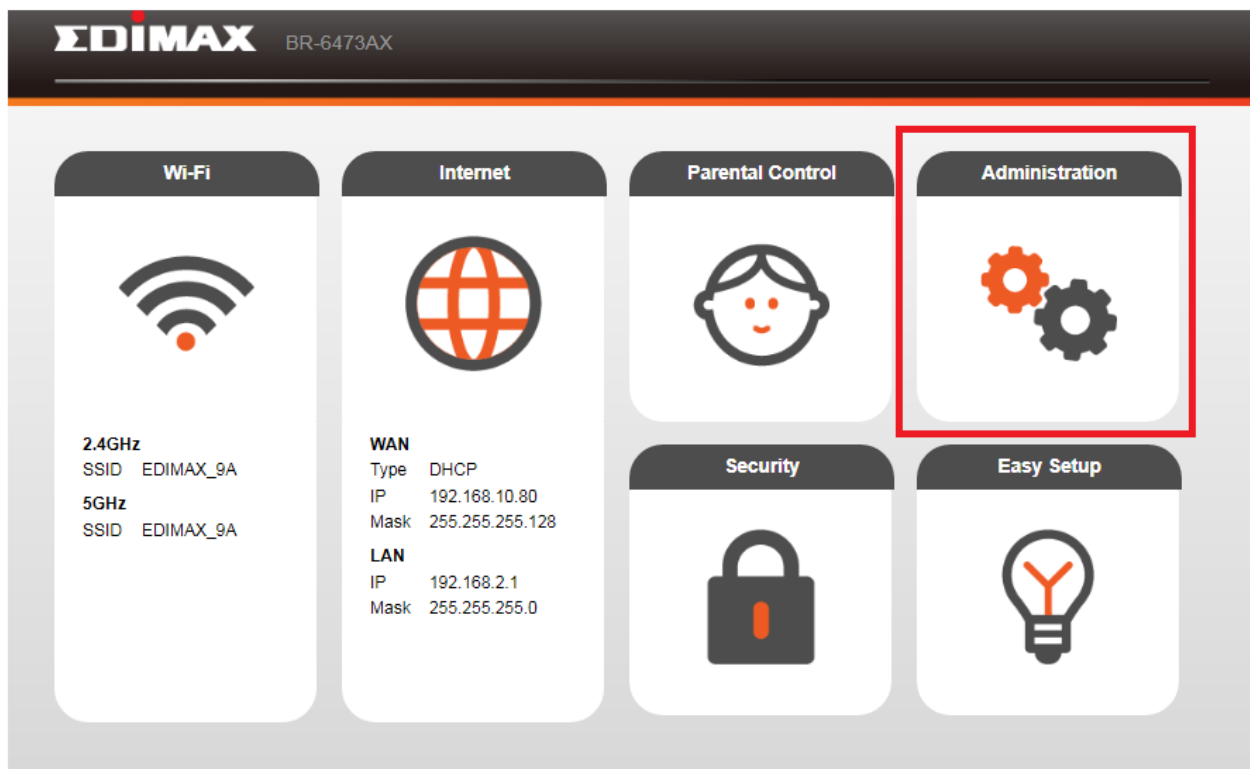 EDIMAX BR-6473AX
Wi-Fi
2.4GHz
SSID EDIMAX_9A
5GHz
SSID EDIMAX_9A
Internet
WAN
Type DHCP
IP 192.168.10.80
Mask 255.255.255.128
LAN
IP 192.168.2.1
Mask 255.255.255.0
Parental Control
Administration
Security
Easy Setup